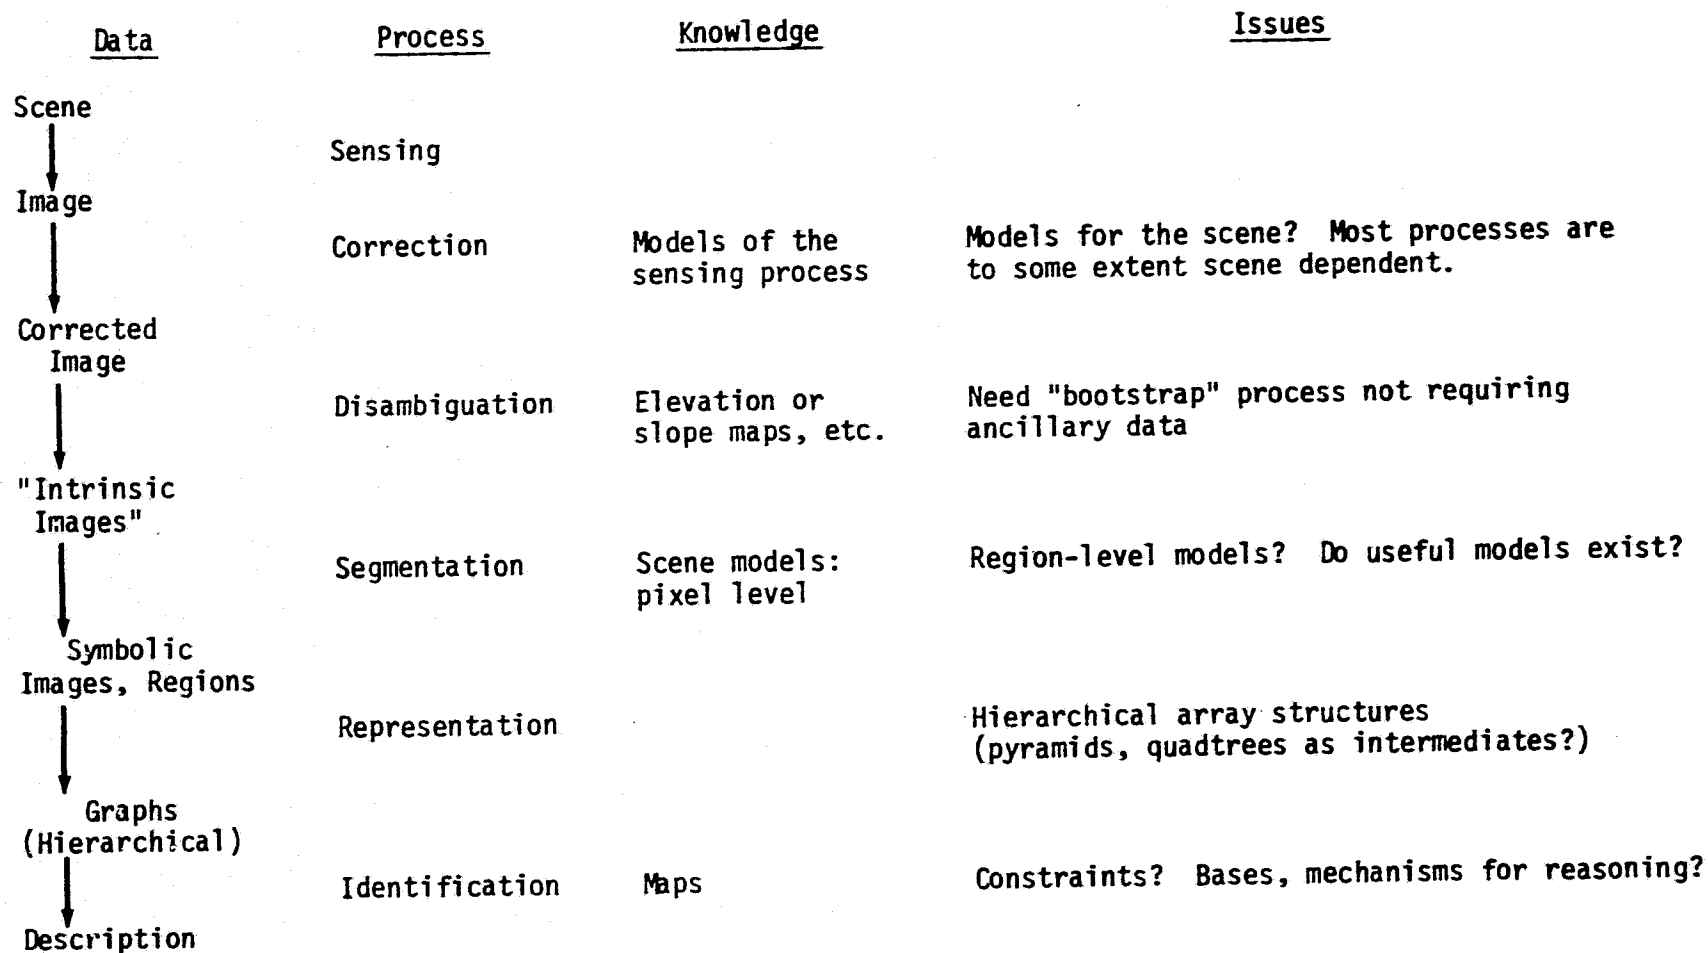 Data Process Knowledge Issues
Scene
Sensing
Image
Correction Models of the Models for the scene? Most processes are
sensing process to some extent scene dependent.
Corrected
Image
Disambiguation Elevation or Need "bootstrap" process not requiring
slope maps, etc. ancillary data
"Intrinsic
Images"
Segmentation Scene models: Region-level models? Do useful models exist?
pixel level
Symbolic
Images, Regions
Representation Hierarchical array structures
(pyramids, quadtrees as intermediates?)
Graphs
(Hierarchical)
Identification Maps Constraints? Bases, mechanisms for reasoning?
Description